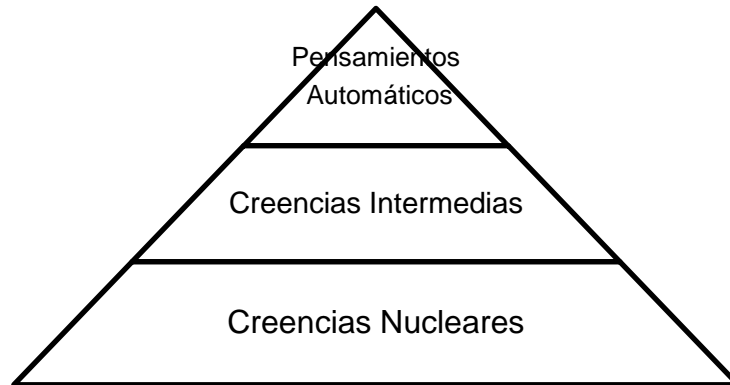 Pensamientos
Automáticos
Creencias Intermedias
Creencias Nucleares